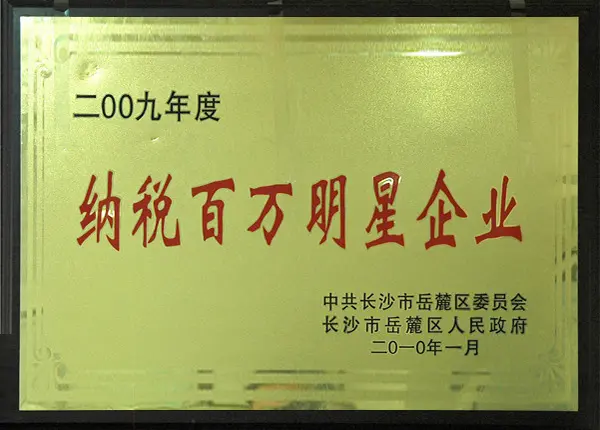 二00九年度
纳税百万明星企业
中共长沙市岳麓区委员会
长沙市岳麓区人民政府
二0一0年一月